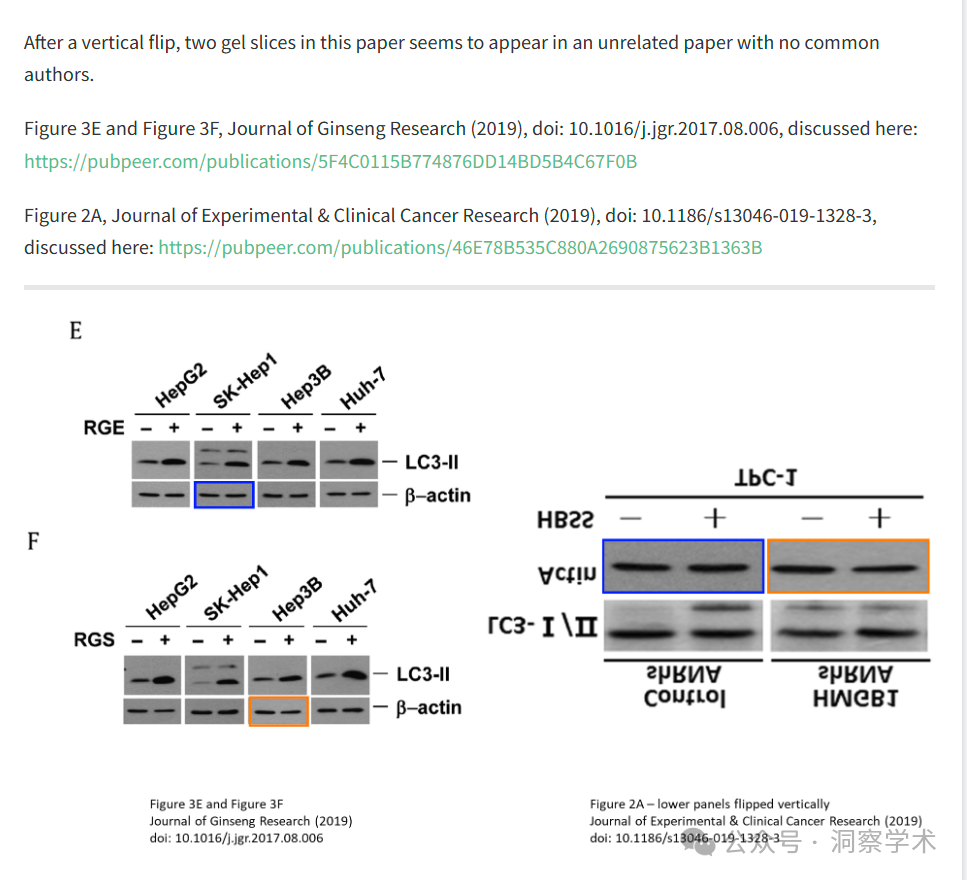 After a vertical flip, two gel slices in this paper seems to appear in an unrelated paper with no common
authors.
Figure 3E and Figure 3F, Journal of Ginseng Research (2019), doi: 10.1016/j.jgr.2017.08.006, discussed here:
https://pubpeer.com/publications/5F4C0115B774876DD14BD5B4C67F0B
Figure 2A, Journal of Experimental & Clinical Cancer Research (2019), doi: 10.1186/s13046-019-1328-3,
discussed here: https://pubpeer.com/publications/46E78B535C880A2690875623B1363B
E
HepG2 SK-Hep1 Hep3B Huh-7
RGE − + − + − + − +
LC3-II
β-actin
F
HepG2 SK-Hep1 Hep3B Huh-7
RGS − + − + − + − +
LC3-II
β-actin
TPC-1
HBSS − + − +
Actin
LC3- I \ II
shRNA shRNA
Control HMGB1
Figure 3E and Figure 3F
Journal of Ginseng Research (2019)
doi: 10.1016/j.jgr.2017.08.006
Figure 2A – lower panels flipped vertically
Journal of Experimental & Clinical Cancer Research (2019)
doi: 10.1186/s13046-019-1328-3
公众号 · 洞察学术